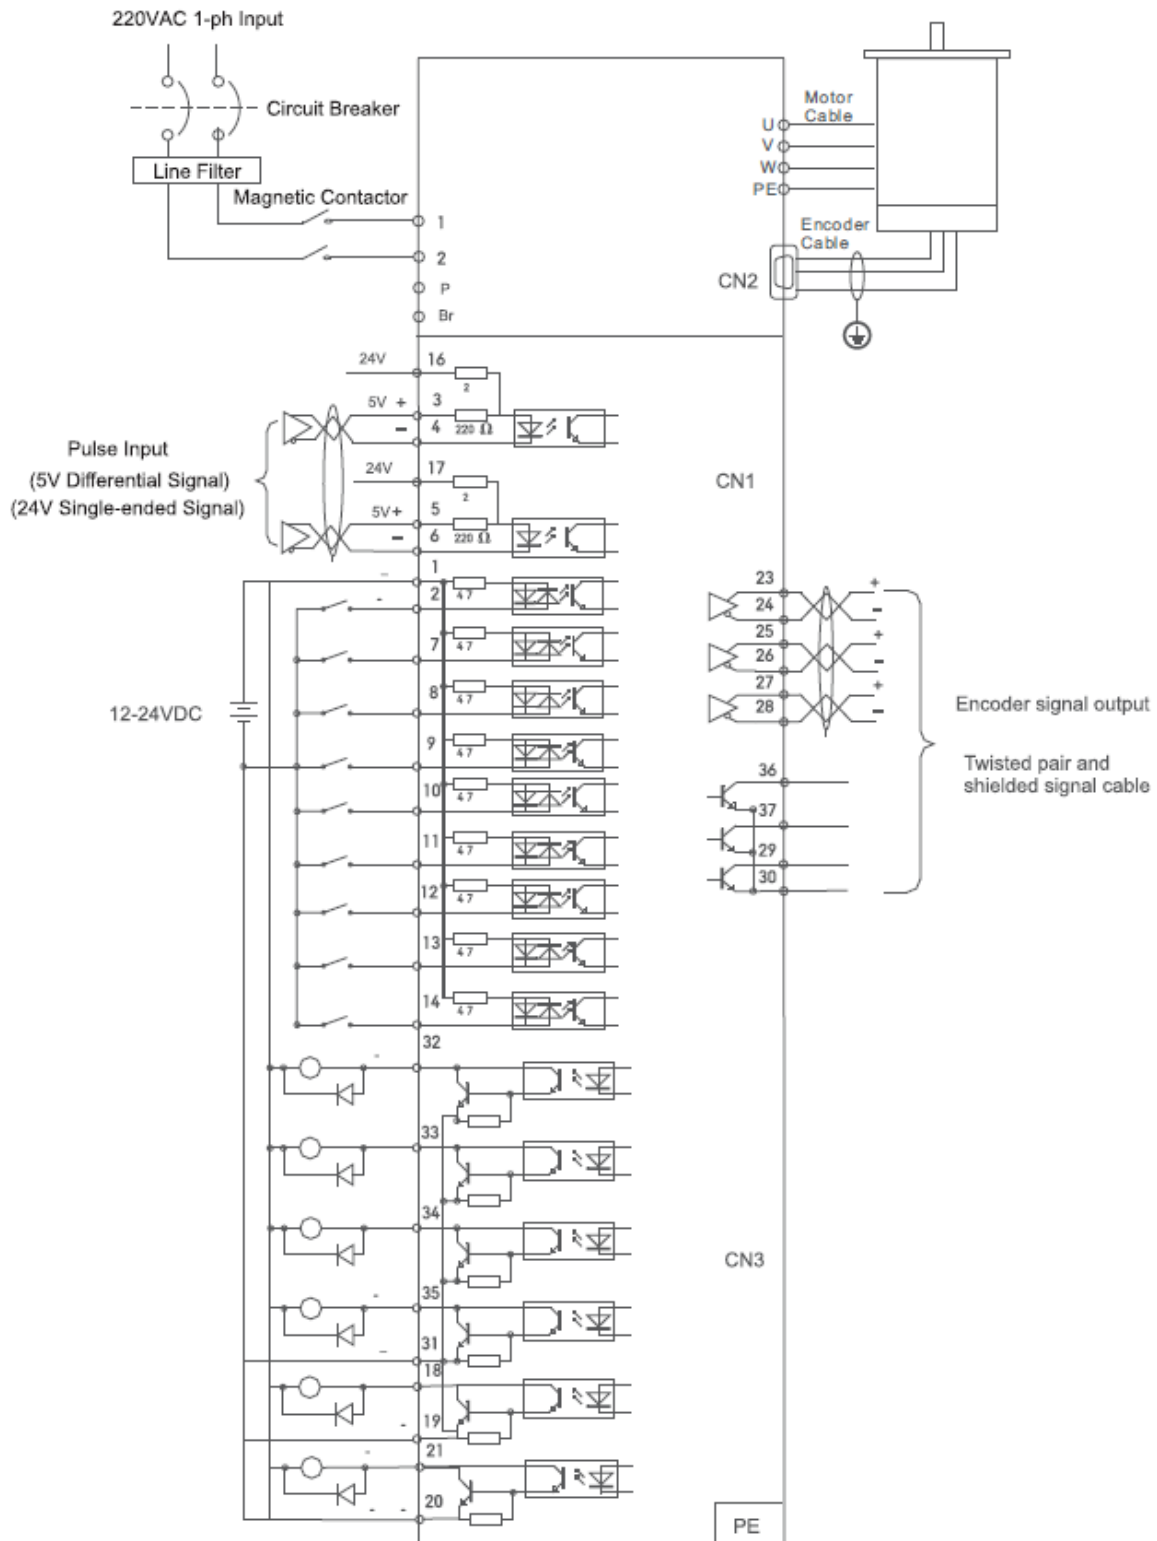 220VAC 1-ph Input
Circuit Breaker
Line Filter
Magnetic Contactor
1
2
P
Br
U
V
W
PE
Motor
Cable
Encoder
Cable
CN2
24V
16
2
5V +
3
-
4
220 Ω
Pulse Input
(5V Differential Signal)
(24V Single-ended Signal)
24V
17
2
5V+
5
-
6
220 Ω
CN1
1
2
47
7
47
8
47
9
47
10
47
11
47
12
47
13
47
14
47
12-24VDC
23
+
24
-
25
+
26
-
27
+
28
-
36
37
29
30
Encoder signal output
Twisted pair and
shielded signal cable
32
33
34
35
31
18
19
21
20
CN3
PE